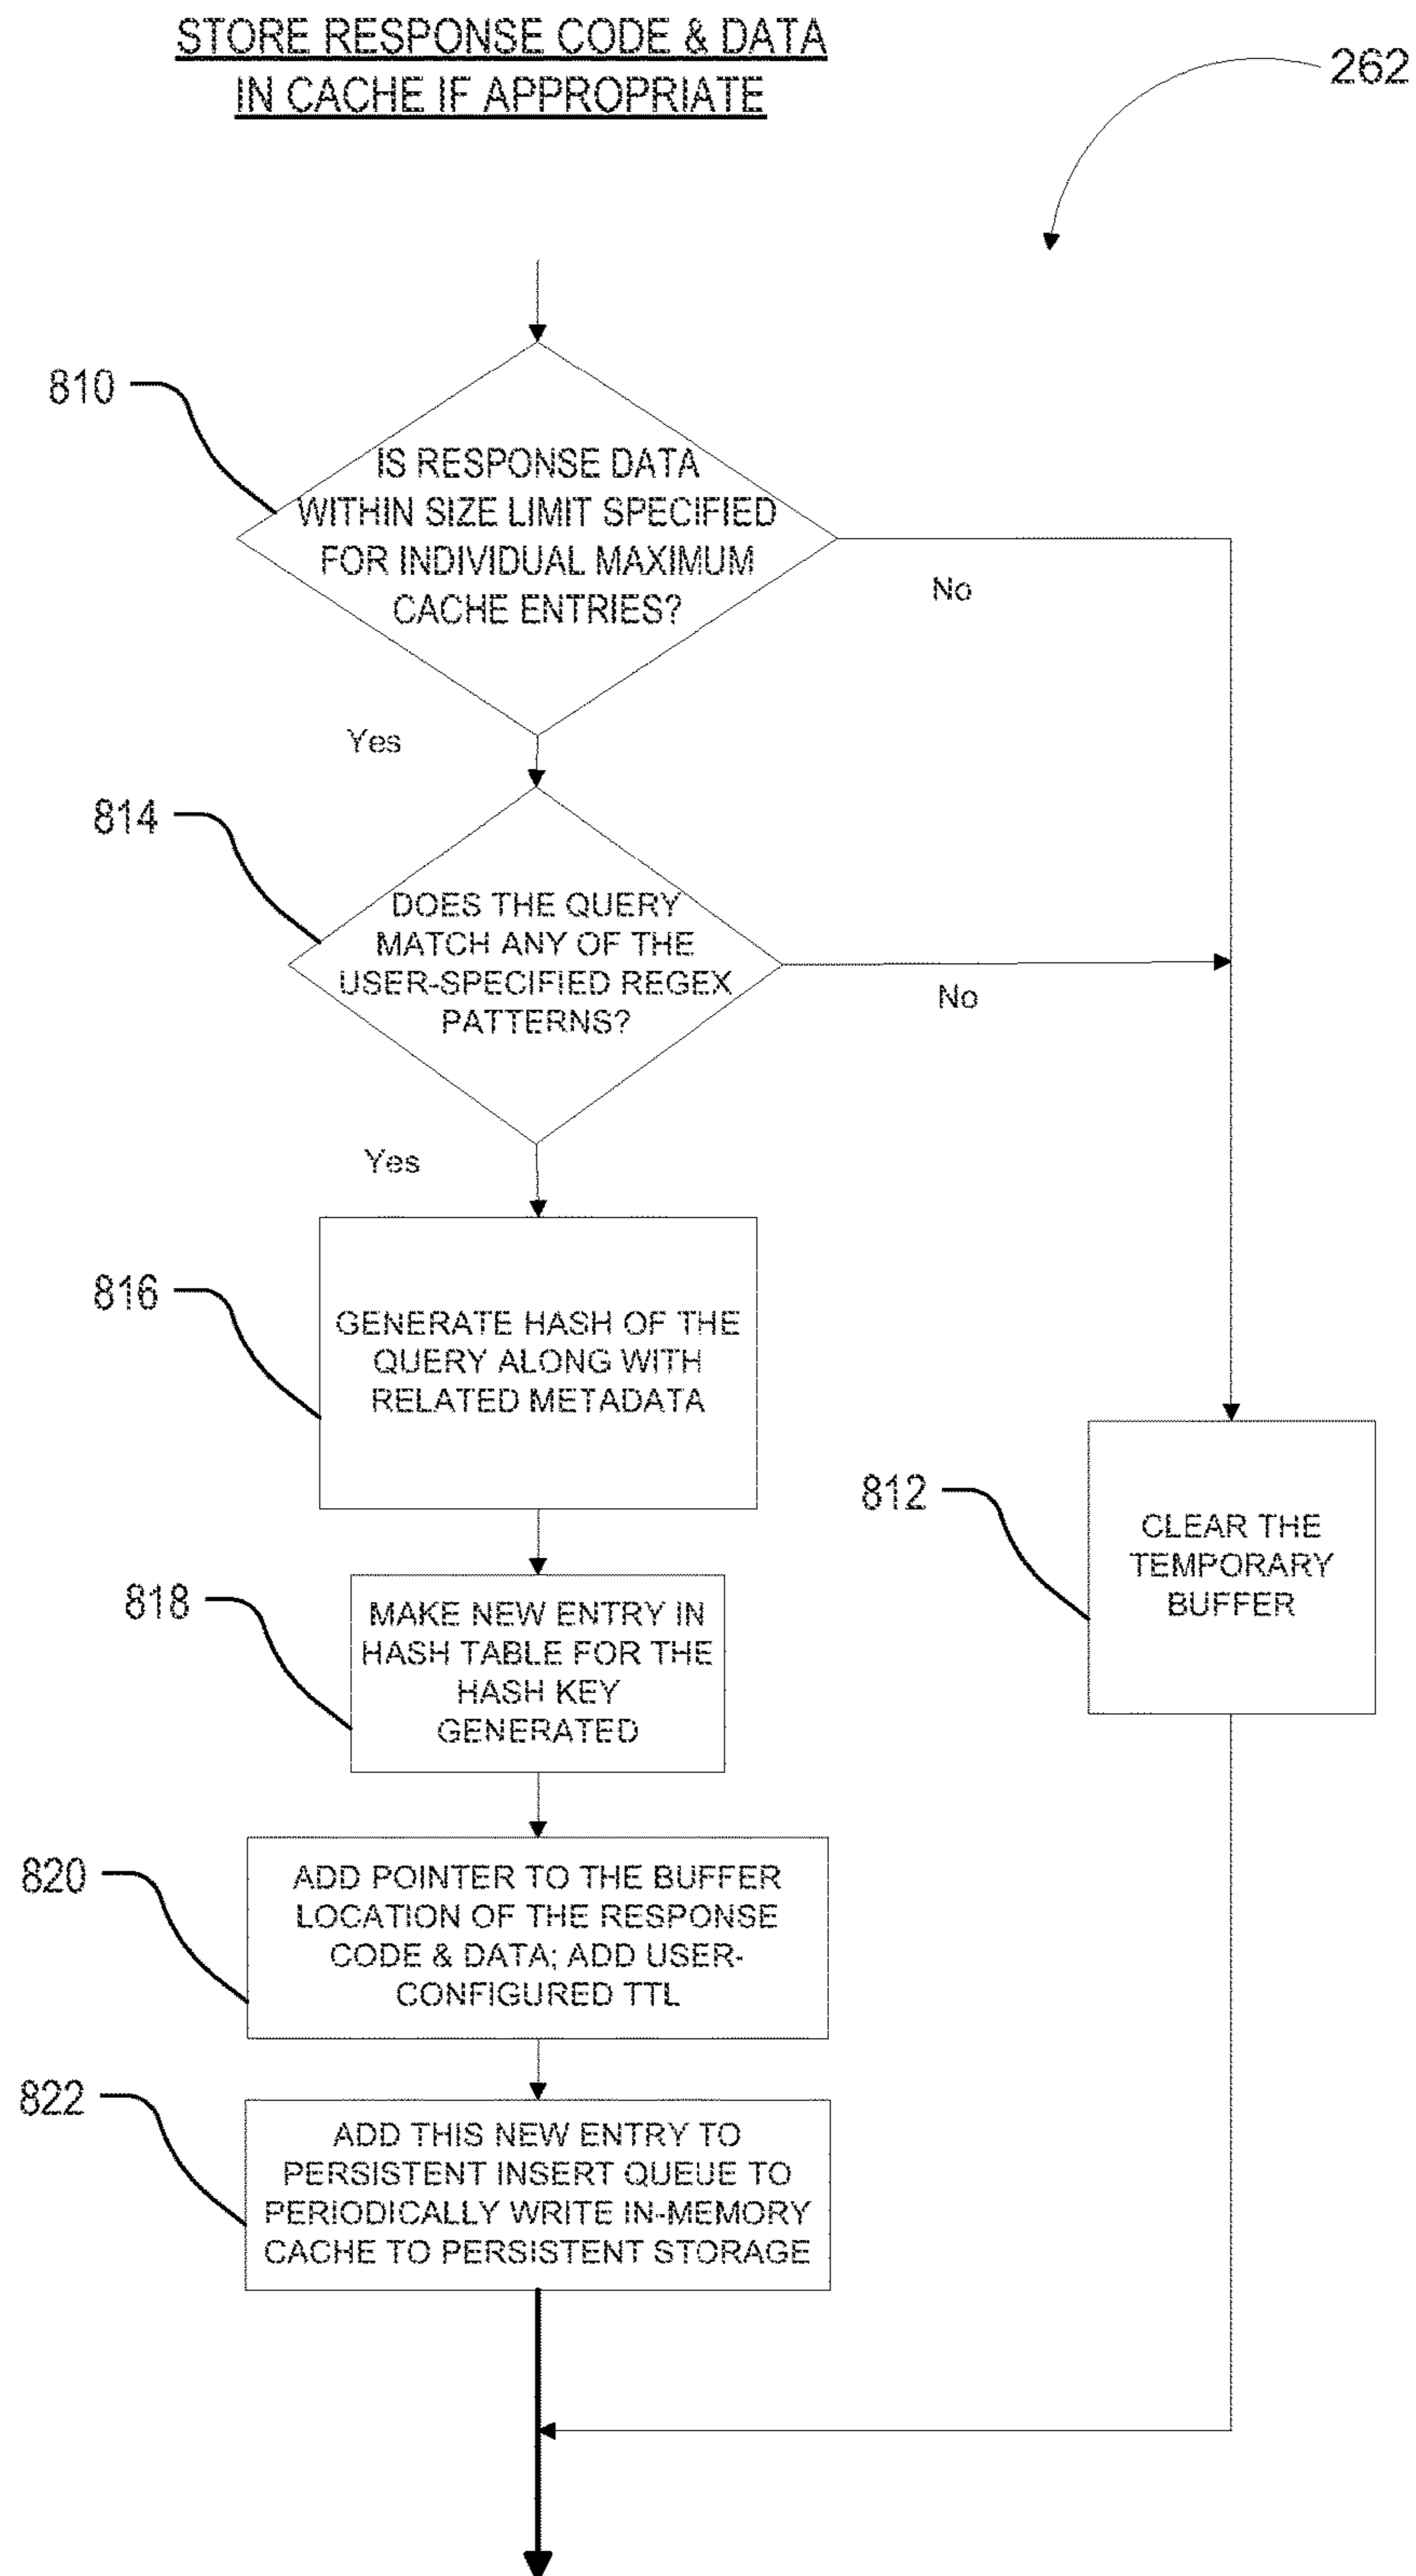 STORE RESPONSE CODE & DATA
IN CACHE IF APPROPRIATE
262
810
IS RESPONSE DATA
WITHIN SIZE LIMIT SPECIFIED
FOR INDIVIDUAL MAXIMUM
CACHE ENTRIES?
No
Yes
814
DOES THE QUERY
MATCH ANY OF THE
USER-SPECIFIED REGEX
PATTERNS?
No
Yes
816
GENERATE HASH OF THE
QUERY ALONG WITH
RELATED METADATA
812
CLEAR THE
TEMPORARY
BUFFER
818
MAKE NEW ENTRY IN
HASH TABLE FOR THE
HASH KEY
GENERATED
820
ADD POINTER TO THE BUFFER
LOCATION OF THE RESPONSE
CODE & DATA; ADD USER-
CONFIGURED TTL
822
ADD THIS NEW ENTRY TO
PERSISTENT INSERT QUEUE TO
PERIODICALLY WRITE IN-MEMORY
CACHE TO PERSISTENT STORAGE